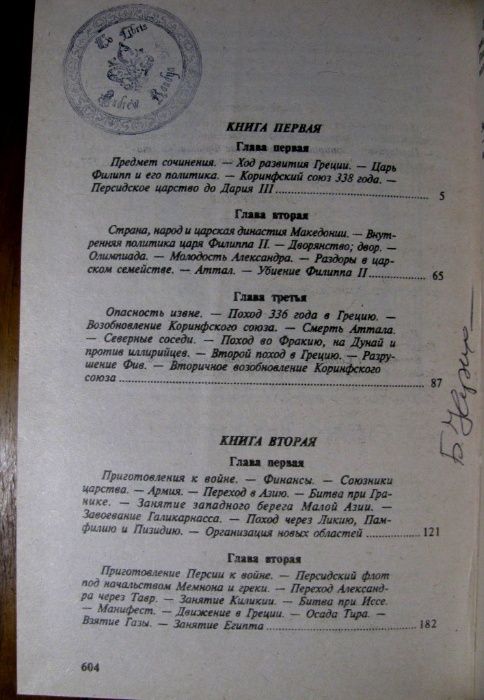 Ex Libris
КНИГА ПЕРВАЯ
Глава первая
Предмет сочинения. — Ход развития Греции. — Царь
Филипп и его политика. — Коринфский союз 338 года. —
Персидское царство до Дария III ........ 5
Глава вторая
Страна, народ и царская династия Македонии. — Внут-
ренняя политика царя Филиппа II. — Дворянство; двор. —
Олимпиада. — Молодость Александра. — Раздоры в цар-
ском семействе. — Аттал. — Убиение Филиппа II ........ 65
Глава третья
Опасность извне. — Поход 336 года в Грецию. —
Возобновление Коринфского союза. — Смерть Аттала.
— Северные соседи. — Поход во Фракию, на Дунай и
против иллирийцев. — Второй поход в Грецию. — Разру-
шение Фив. — Вторичное возобновление Коринфского
союза ........ 87
КНИГА ВТОРАЯ
Глава первая
Приготовления к войне. — Финансы. — Союзники
царства. — Армия. — Переход в Азию. — Битва при Гра-
нике. — Занятие западного берега Малой Азии. —
Завоевание Галикарнасса. — Поход через Ликию, Пам-
филию и Пизидию. — Организация новых областей ........ 121
Глава вторая
Приготовление Персии к войне. — Персидский флот
под начальством Мемнона и греки. — Переход Александ-
ра через Тавр. — Занятие Киликии. — Битва при Иссе.
— Манифест. — Движение в Греции. — Осада Тира. —
Взятие Газы. — Занятие Египта ........ 182
604